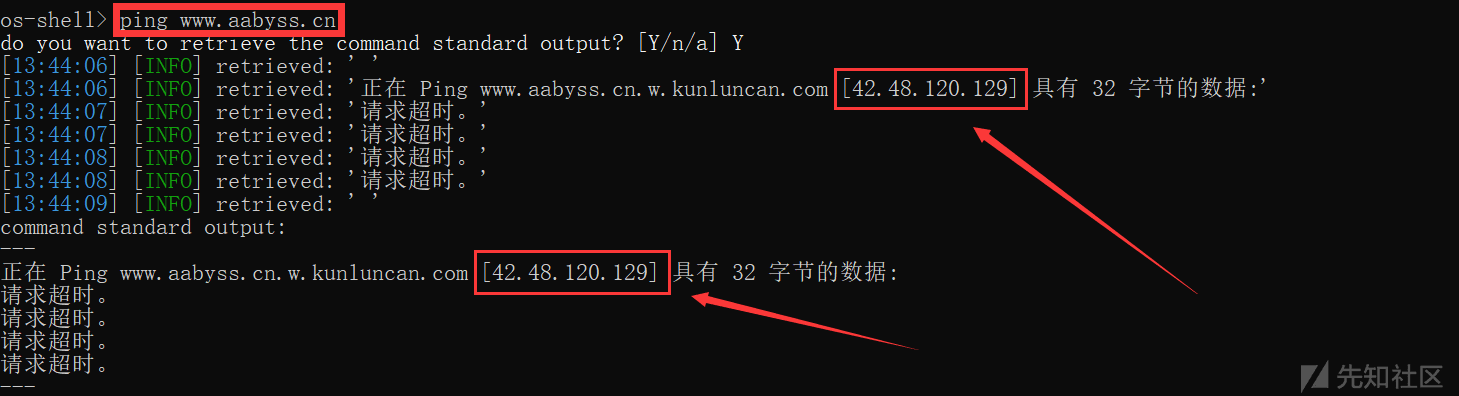 os-shell> ping www.aabyss.cn
do you want to retrieve the command standard output? [Y/n/a] Y
[13:44:06] [INFO] retrieved: ' '
[13:44:06] [INFO] retrieved: '正在 Ping www.aabyss.cn.w.kunluncan.com [42.48.120.129] 具有 32 字节的数据:'
[13:44:07] [INFO] retrieved: '请求超时。'
[13:44:07] [INFO] retrieved: '请求超时。'
[13:44:08] [INFO] retrieved: '请求超时。'
[13:44:08] [INFO] retrieved: '请求超时。'
[13:44:09] [INFO] retrieved: ' '
command standard output:
---
正在 Ping www.aabyss.cn.w.kunluncan.com [42.48.120.129] 具有 32 字节的数据:
请求超时。
请求超时。
请求超时。
请求超时。
---
先知社区